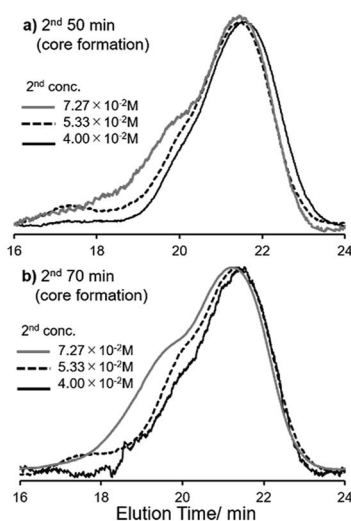 a) 2nd 50 min
(core formation)
2nd conc.
7.27×10-2M
5.33×10-2M
4.00×10-2M
16 18 20 22 24
b) 2nd 70 min
(core formation)
2nd conc.
7.27×10-2M
5.33×10-2M
4.00×10-2M
16 18 20 22 24
Elution Time/ min